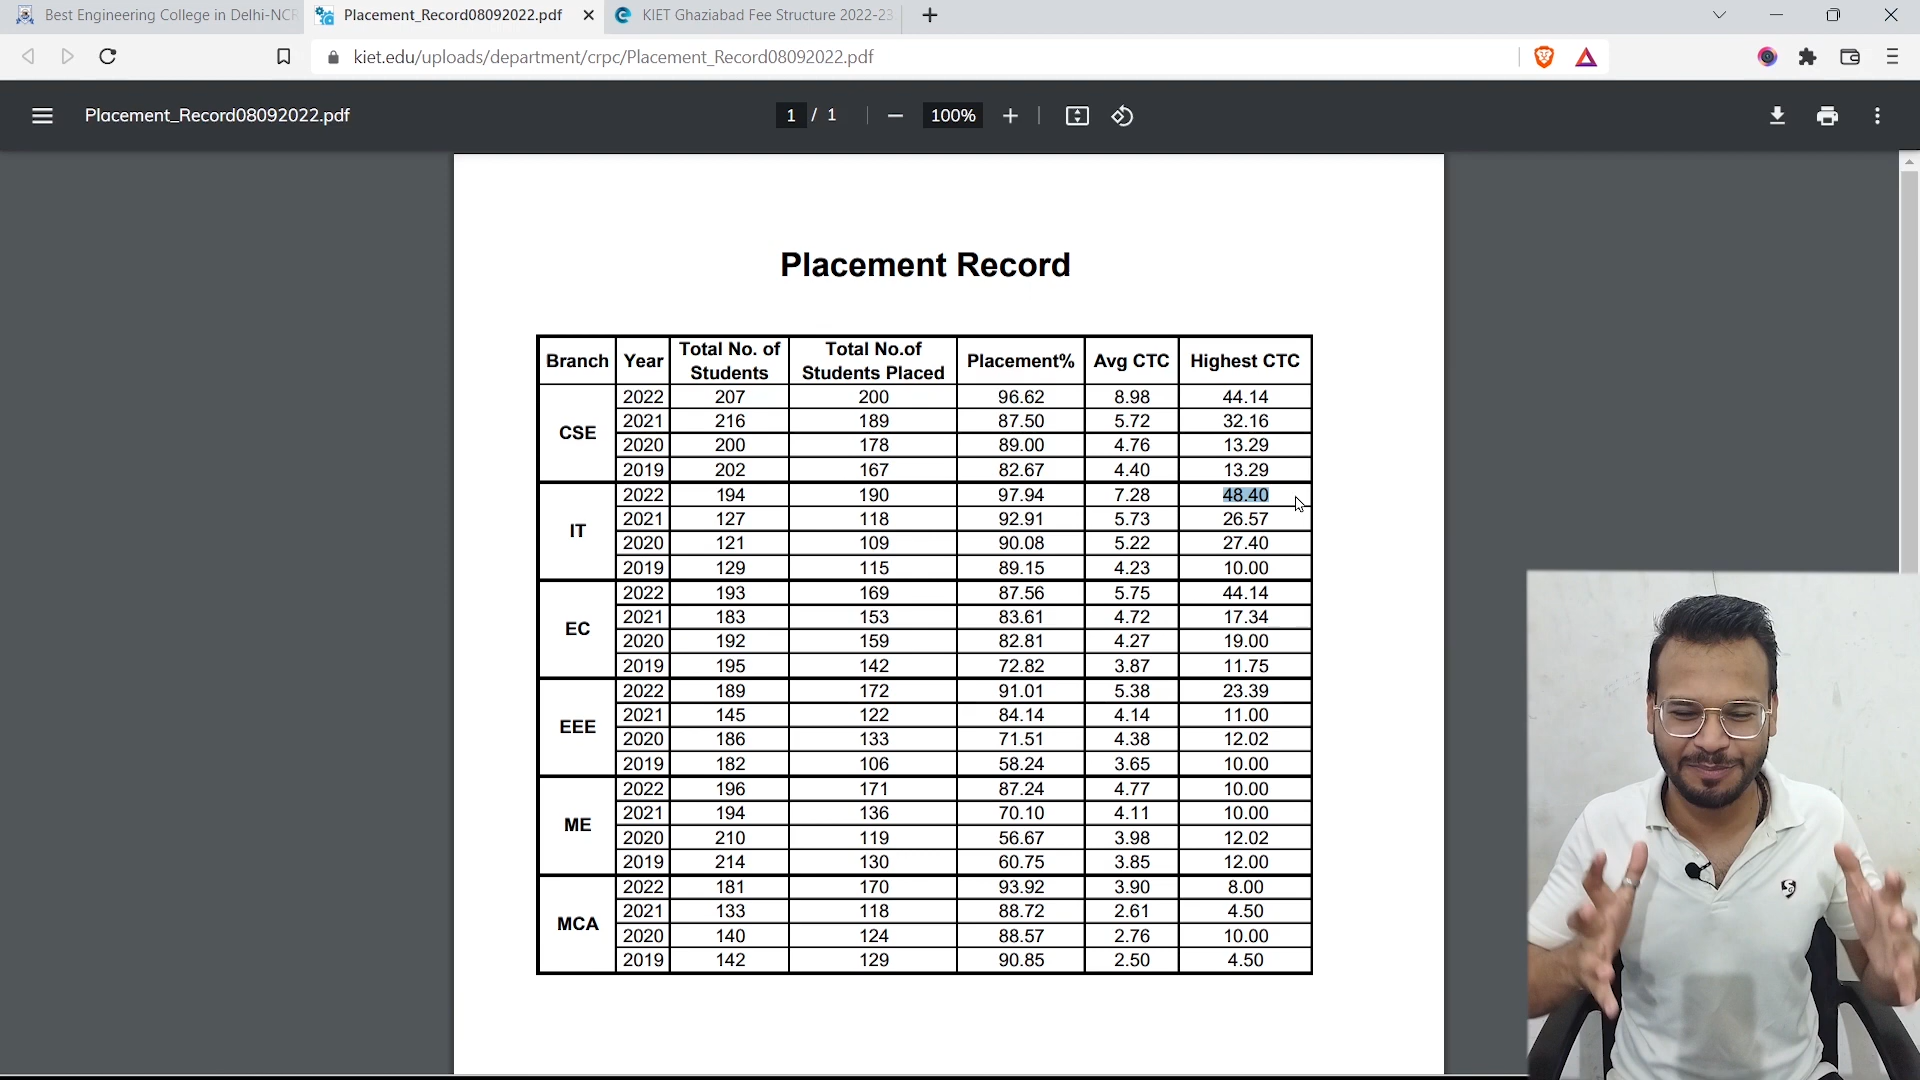 Best Engineering College in Delhi-NCR
Placement_Record08092022.pdf
KIET Ghaziabad Fee Structure 2022-23
kiet.edu/uploads/department/crpc/Placement_Record08092022.pdf
Placement_Record08092022.pdf
1 / 1
100%
Placement Record
Branch Year Total No. of Students Total No.of Students Placed Placement% Avg CTC Highest CTC
CSE 2022 207 200 96.62 8.98 44.14
2021 216 189 87.50 5.72 32.16
2020 200 178 89.00 4.76 13.29
2019 202 167 82.67 4.40 13.29
IT 2022 194 190 97.94 7.28 48.40
2021 127 118 92.91 5.73 26.57
2020 121 109 90.08 5.22 27.40
2019 129 115 89.15 4.23 10.00
EC 2022 193 169 87.56 5.75 44.14
2021 183 153 83.61 4.72 17.34
2020 192 159 82.81 4.27 19.00
2019 195 142 72.82 3.87 11.75
EEE 2022 189 172 91.01 5.38 23.39
2021 145 122 84.14 4.14 11.00
2020 186 133 71.51 4.38 12.02
2019 182 106 58.24 3.65 10.00
ME 2022 196 171 87.24 4.77 10.00
2021 194 136 70.10 4.11 10.00
2020 210 119 56.67 3.98 12.02
2019 214 130 60.75 3.85 12.00
MCA 2022 181 170 93.92 3.90 8.00
2021 133 118 88.72 2.61 4.50
2020 140 124 88.57 2.76 10.00
2019 142 129 90.85 2.50 4.50